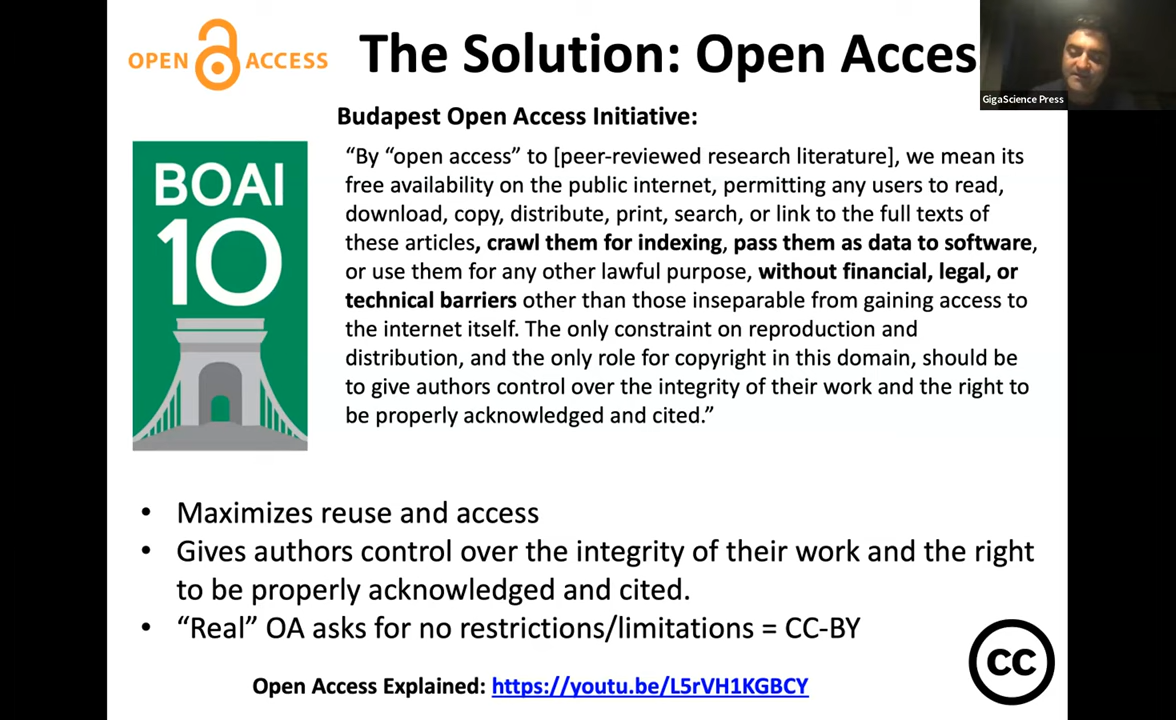 OPEN ACCESS
The Solution: Open Acces
GigaScience Press
Budapest Open Access Initiative:
BOAI
10
“By “open access” to [peer-reviewed research literature], we mean its
free availability on the public internet, permitting any users to read,
download, copy, distribute, print, search, or link to the full texts of
these articles, crawl them for indexing, pass them as data to software,
or use them for any other lawful purpose, without financial, legal, or
technical barriers other than those inseparable from gaining access to
the internet itself. The only constraint on reproduction and
distribution, and the only role for copyright in this domain, should be
to give authors control over the integrity of their work and the right to
be properly acknowledged and cited.”
• Maximizes reuse and access
• Gives authors control over the integrity of their work and the right
to be properly acknowledged and cited.
• “Real” OA asks for no restrictions/limitations = CC-BY
cc
Open Access Explained: https://youtu.be/L5rVH1KGBCY